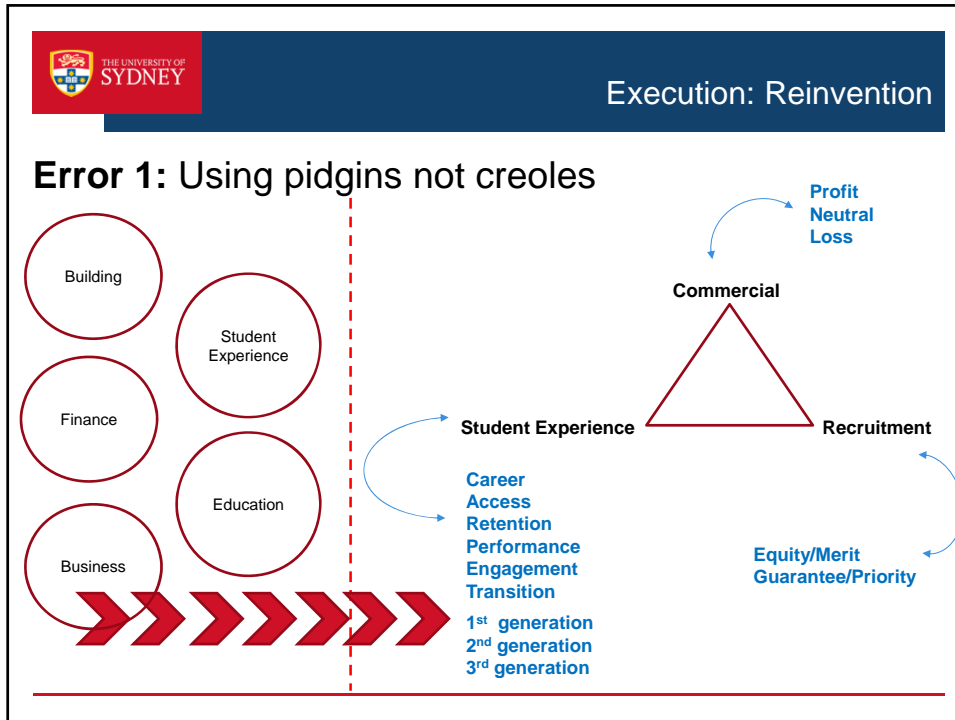 THE UNIVERSITY OF
SYDNEY
Execution: Reinvention
Error 1: Using pidgins not creoles
Building
Finance
Business
Student
Experience
Education
Profit
Neutral
Loss
Commercial
Student Experience
Recruitment
Career
Access
Retention
Performance
Engagement
Transition
1st generation
2nd generation
3rd generation
Equity/Merit
Guarantee/Priority